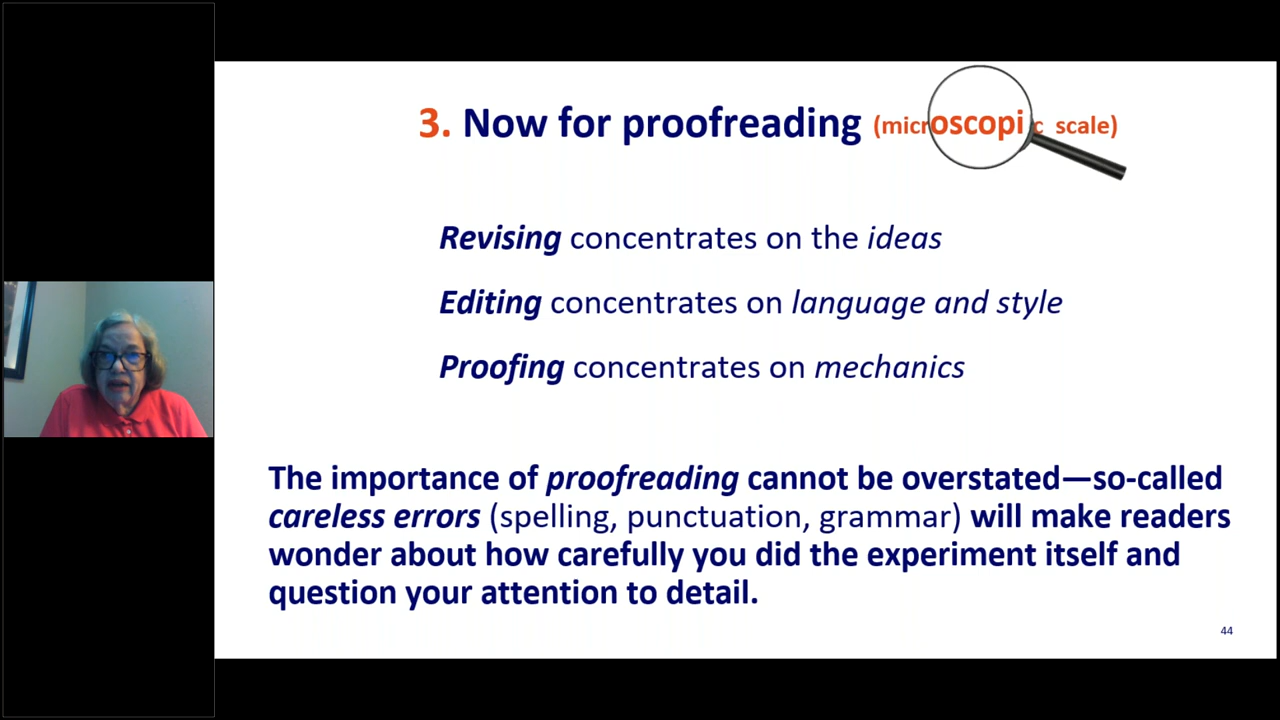 3. Now for proofreading (microscopic scale)
Revising concentrates on the ideas
Editing concentrates on language and style
Proofing concentrates on mechanics
The importance of proofreading cannot be overstated—so-called
careless errors (spelling, punctuation, grammar) will make readers
wonder about how carefully you did the experiment itself and
question your attention to detail.
44